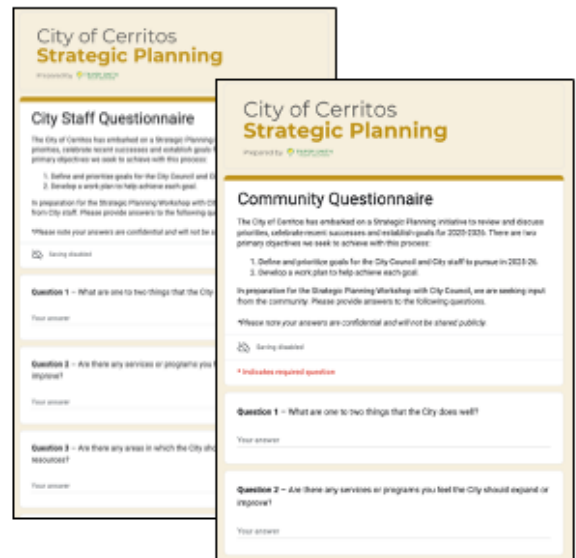 City of Cerritos
Strategic Planning
Prepared by
City Staff Questionnaire
The City of Cerritos has embarked on a Strategic Planning
priorities, celebrate recent successes and establish goals
primary objectives we seek to achieve with this process:
1. Define and prioritize goals for the City Council and
2. Develop a work plan to help achieve each goal.
In preparation for the Strategic Planning Workshop with
from City staff. Please provide answers to the following
*Please note your answers are confidential and will not be
Saving disabled
Question 1 – What are one to two things that the City
Your answer
Question 2 – Are there any services or programs you
improve?
Your answer
Question 3 – Are there any areas in which the City
resources?
Your answer
City of Cerritos
Strategic Planning
Prepared by
Community Questionnaire
The City of Cerritos has embarked on a Strategic Planning initiative to review and discuss
priorities, celebrate recent successes and establish goals for There are two
primary objectives we seek to achieve with this process:
1. Define and prioritize goals for the City Council and City staff to pursue in
2. Develop a work plan to help achieve each goal.
In preparation for the Strategic Planning Workshop with City Council, we are seeking input
from the community. Please provide answers to the following questions.
*Please note your answers are confidential and will not be shared publicly
Saving disabled
* Indicates required question
Question 1 – What are one to two things that the City does well?
Your answer
Question 2 – Are there any services or programs you feel the City should expand or
improve?
Your answer